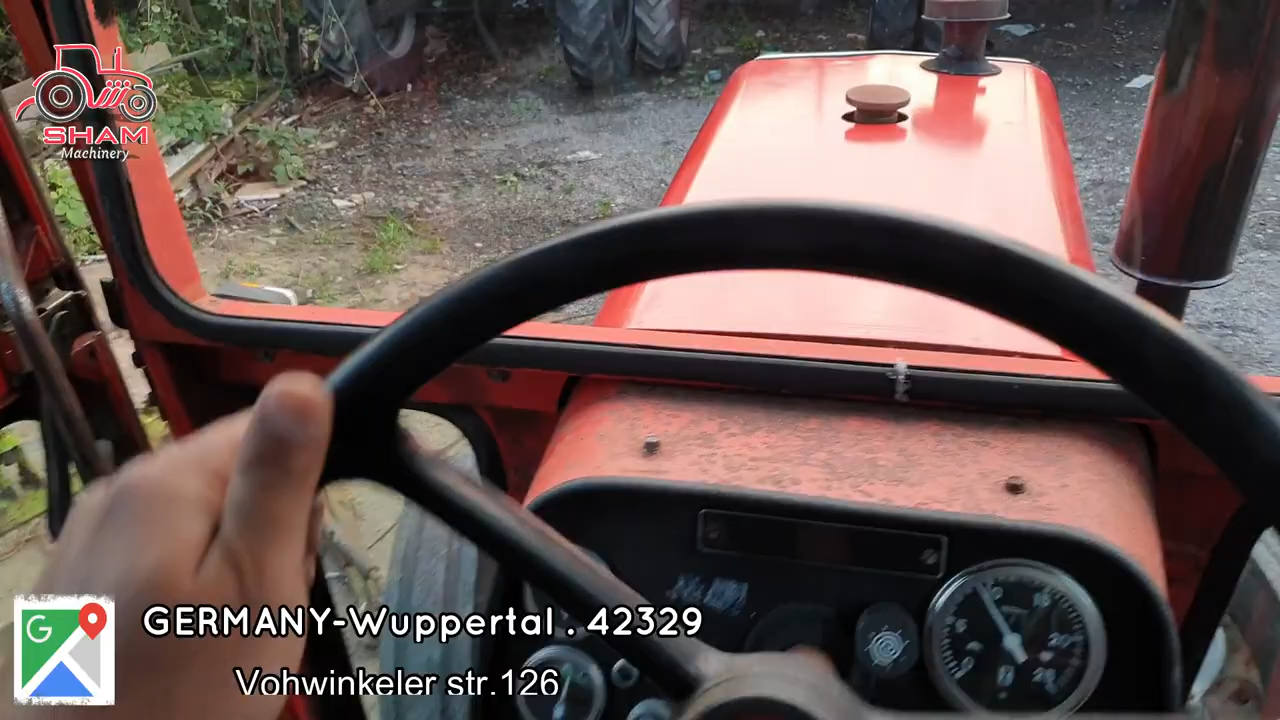 SHAM
Machinery
G
GERMANY-Wuppertal . 42329
Vohwinkeler str.126